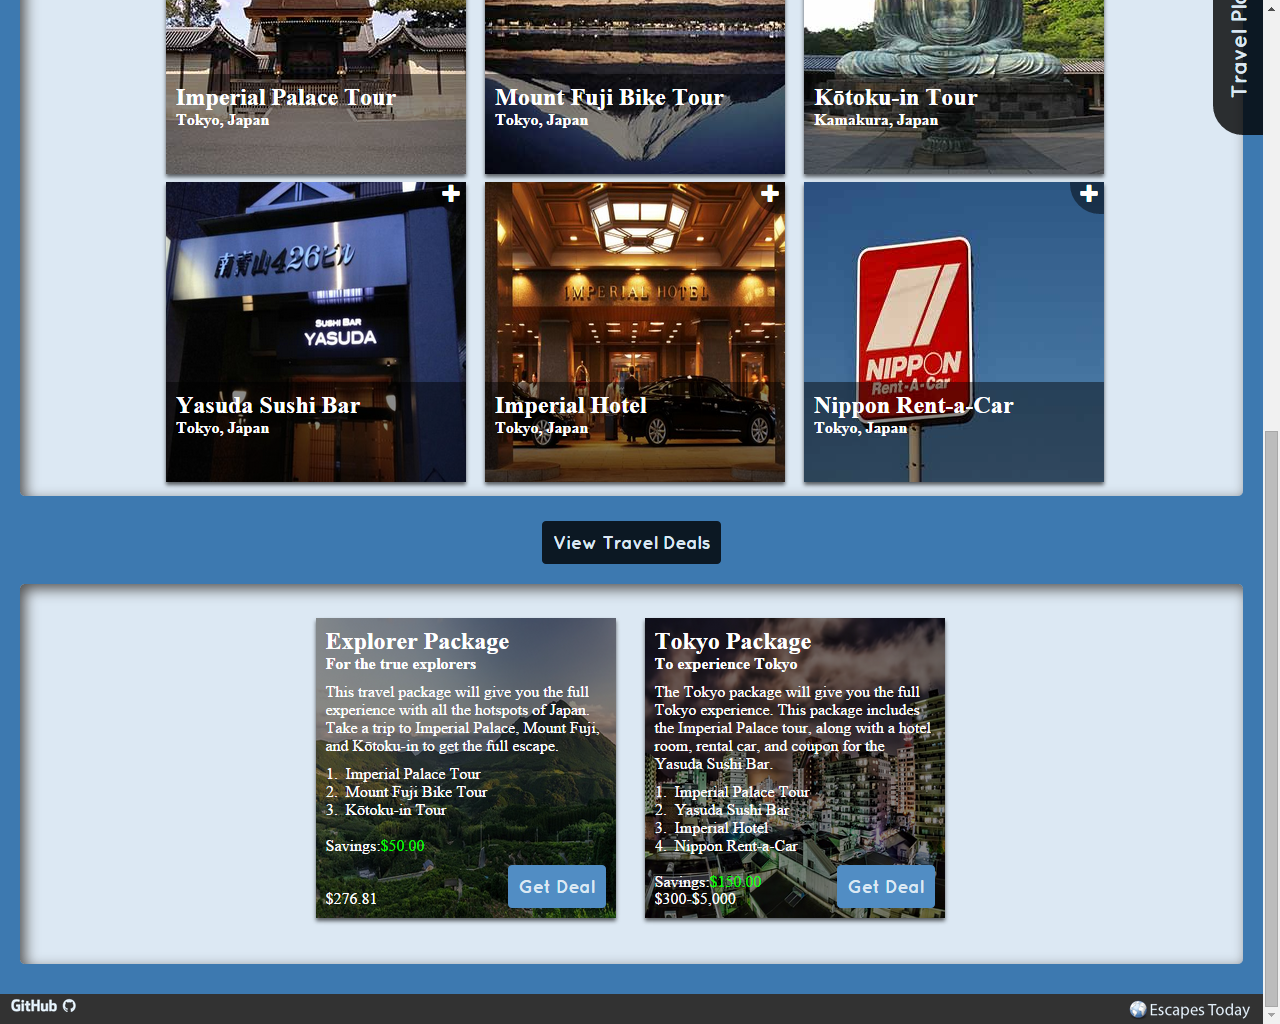 Travel Pl
Imperial Palace Tour
Tokyo, Japan
Mount Fuji Bike Tour
Tokyo, Japan
Kōtoku-in Tour
Kamakura, Japan
南青山426ビル
SUSHI BAR
YASUDA
Yasuda Sushi Bar
Tokyo, Japan
IMPERIAL HOTEL
Imperial Hotel
Tokyo, Japan
NIPPON
Rent-A-Car
Nippon Rent-a-Car
Tokyo, Japan
View Travel Deals
Explorer Package
For the true explorers
This travel package will give you the full
experience with all the hotspots of Japan.
Take a trip to Imperial Palace, Mount Fuji,
and Kōtoku-in to get the full escape.
1. Imperial Palace Tour
2. Mount Fuji Bike Tour
3. Kōtoku-in Tour
Savings:$50.00
$276.81
Get Deal
Tokyo Package
To experience Tokyo
The Tokyo package will give you the full
Tokyo experience. This package includes
the Imperial Palace tour, along with a hotel
room, rental car, and coupon for the
Yasuda Sushi Bar.
1. Imperial Palace Tour
2. Yasuda Sushi Bar
3. Imperial Hotel
4. Nippon Rent-a-Car
Savings:$150.00
$300-$5,000
Get Deal
GitHub
Escapes Today